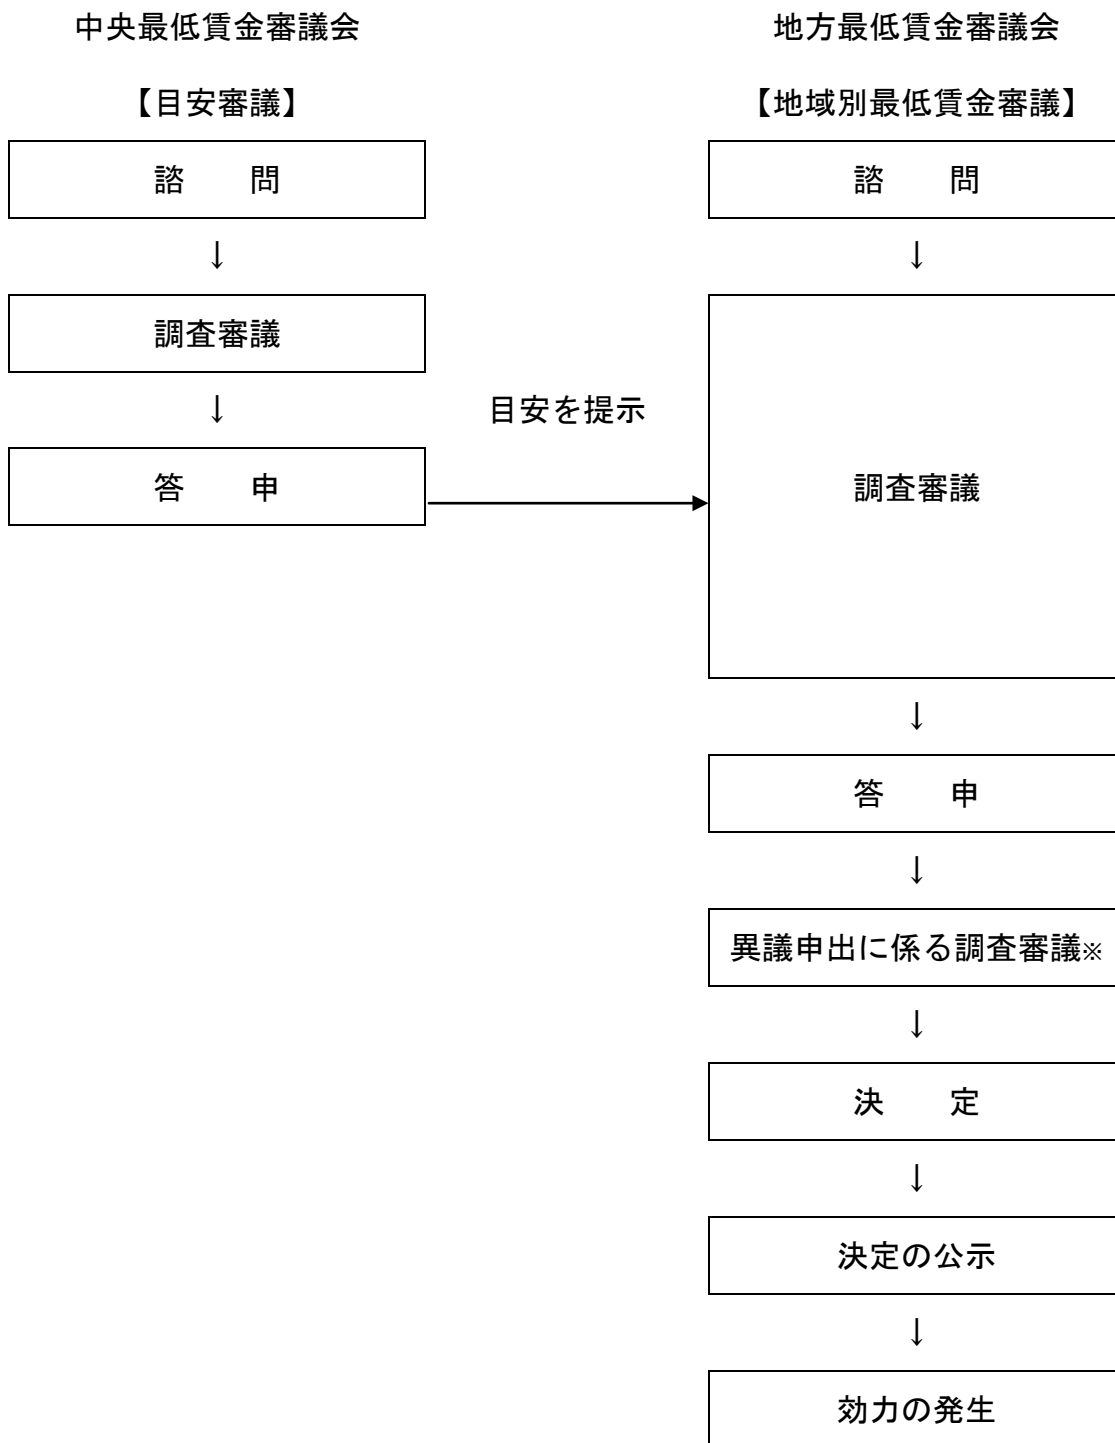 中央最低賃金審議会
【目安審議】
諮　　問
↓
調査審議
↓
答　　申
目安を提示
地方最低賃金審議会
【地域別最低賃金審議】
諮　　問
↓
調査審議
↓
答　　申
↓
異議申出に係る調査審議※
↓
決　　定
↓
決定の公示
↓
効力の発生